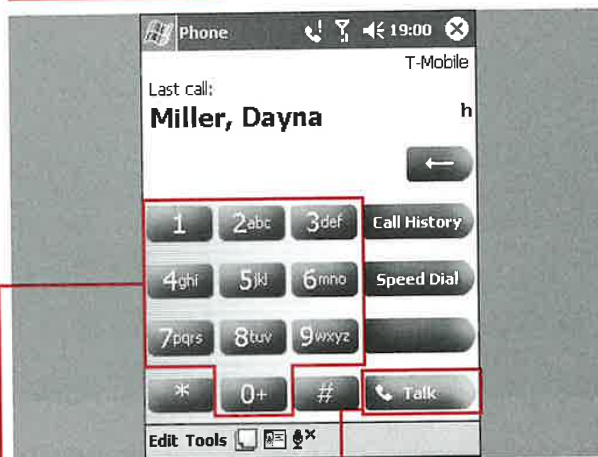 Phone 19:00
T-Mobile
Last call:
Miller, Dayna h
1 2abc 3def Call History
4ghi 5jkl 6mno Speed Dial
7pqrs 8tuv 9wxyz
* 0+ # Talk
Edit Tools